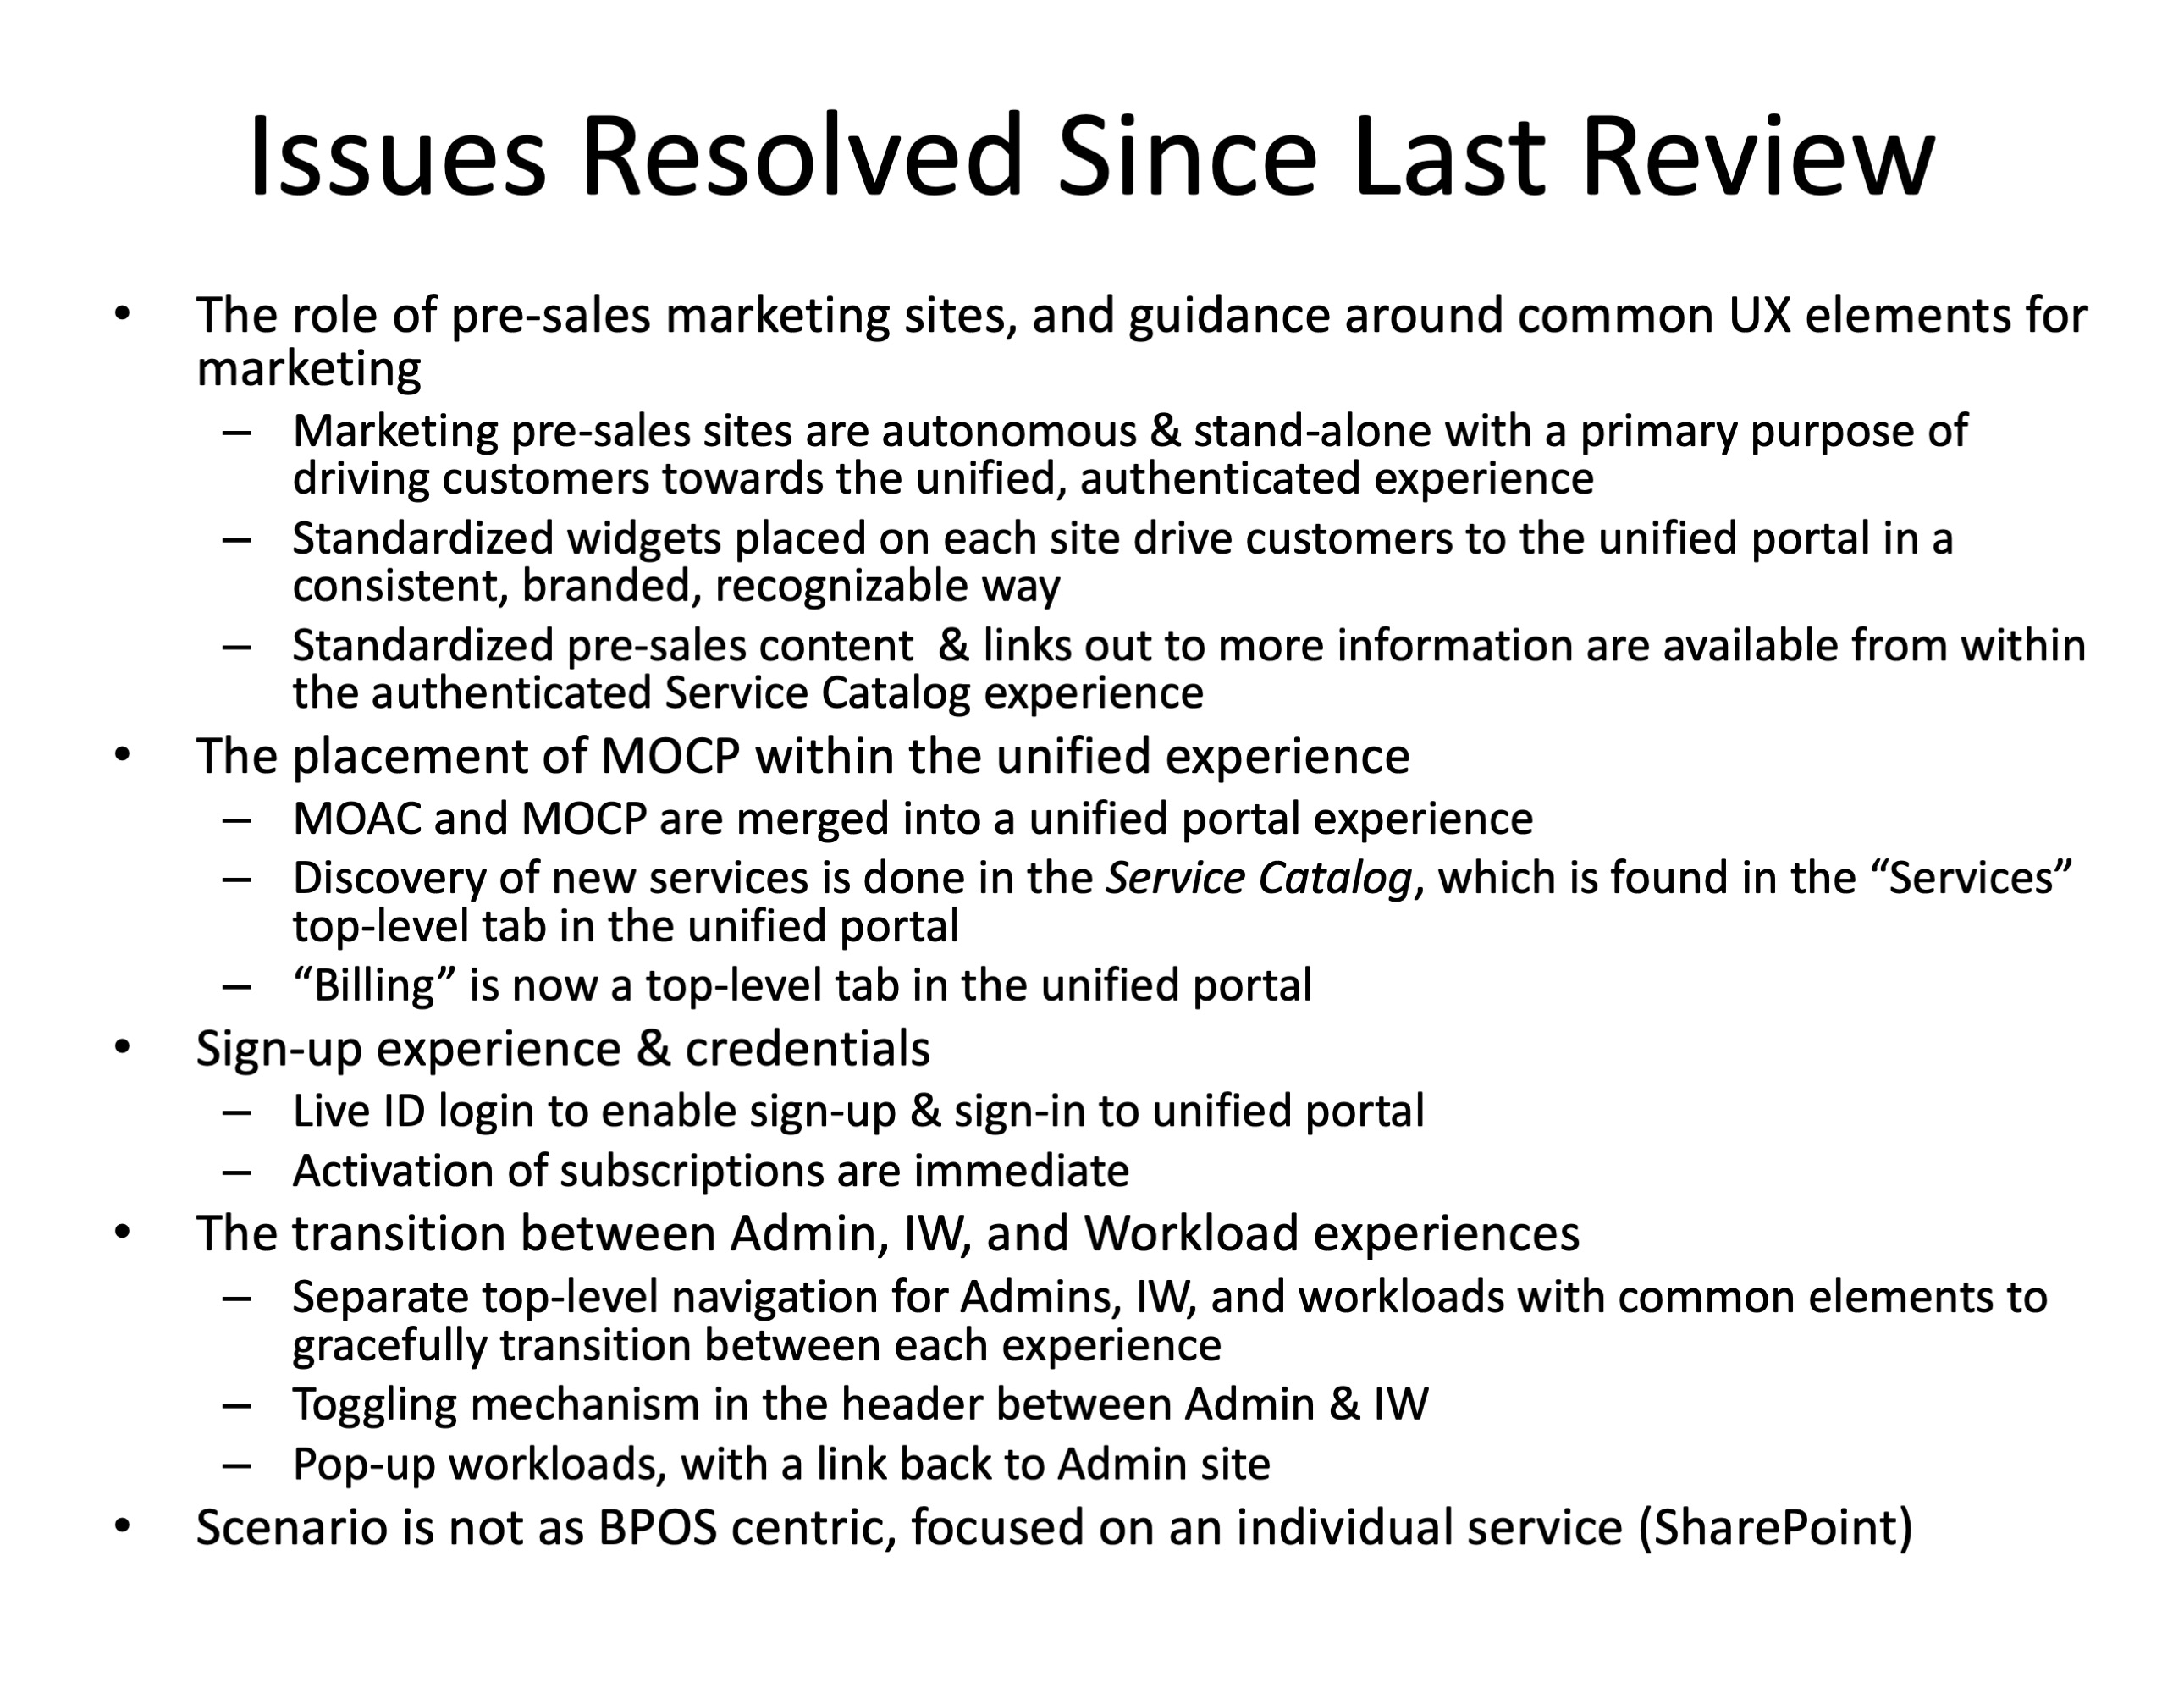 Issues Resolved Since Last Review
• The role of pre-sales marketing sites, and guidance around common UX elements for
marketing
– Marketing pre-sales sites are autonomous & stand-alone with a primary purpose of
driving customers towards the unified, authenticated experience
– Standardized widgets placed on each site drive customers to the unified portal in a
consistent, branded, recognizable way
– Standardized pre-sales content  & links out to more information are available from within
the authenticated Service Catalog experience
• The placement of MOCP within the unified experience
– MOAC and MOCP are merged into a unified portal experience
– Discovery of new services is done in the Service Catalog, which is found in the “Services”
top-level tab in the unified portal
– “Billing” is now a top-level tab in the unified portal
• Sign-up experience & credentials
– Live ID login to enable sign-up & sign-in to unified portal
– Activation of subscriptions are immediate
• The transition between Admin, IW, and Workload experiences
– Separate top-level navigation for Admins, IW, and workloads with common elements to
gracefully transition between each experience
– Toggling mechanism in the header between Admin & IW
– Pop-up workloads, with a link back to Admin site
• Scenario is not as BPOS centric, focused on an individual service (SharePoint)